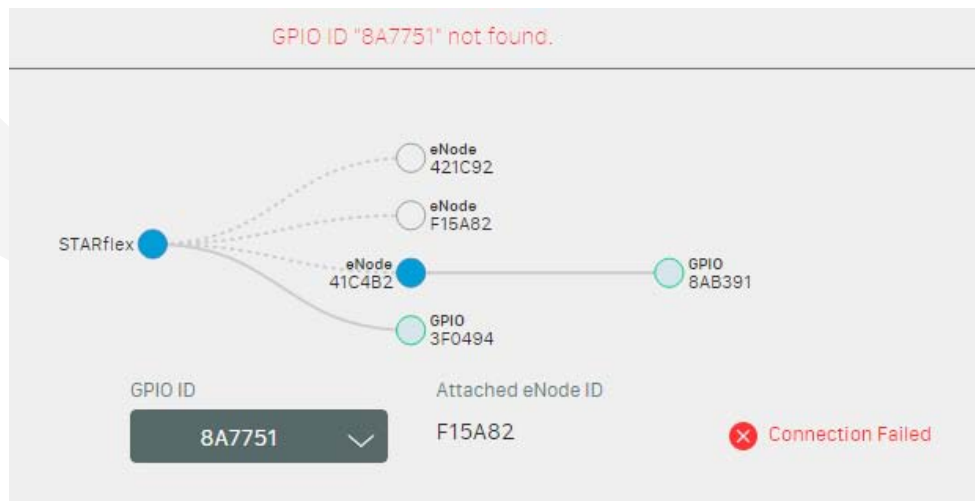 GPIO ID "8A7751" not found.
eNode
421C92
eNode
F15A82
STARflex
eNode
41C4B2
GPIO
8AB391
GPIO
3F0494
GPIO ID
Attached eNode ID
8A7751
F15A82
Connection Failed